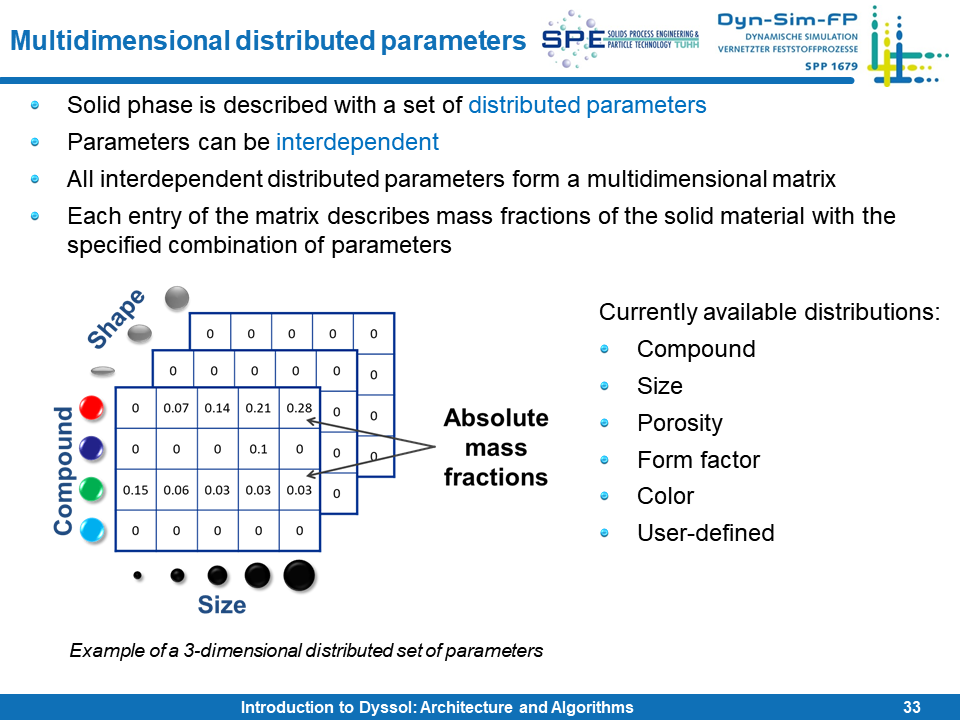 Multidimensional distributed parameters
SPE SOLIDS PROCESS ENGINEERING &
PARTICLE TECHNOLOGY TUHH
Dyn-Sim-FP
DYNAMISCHE SIMULATION
VERNETZTER FESTSTOFFPROZESSE
SPP 1679
Solid phase is described with a set of distributed parameters
Parameters can be interdependent
All interdependent distributed parameters form a multidimensional matrix
Each entry of the matrix describes mass fractions of the solid material with the
specified combination of parameters
Shape
0 0 0 0 0
0 0 0 0 0 0
0 0.07 0.14 0.21 0.28 0 0
0 0 0 0.1 0 0 0
0.15 0.06 0.03 0.03 0.03 0
0 0 0 0 0
Compound
Size
Absolute
mass
fractions
Example of a 3-dimensional distributed set of parameters
Currently available distributions:
Compound
Size
Porosity
Form factor
Color
User-defined
Introduction to Dyssol: Architecture and Algorithms
33